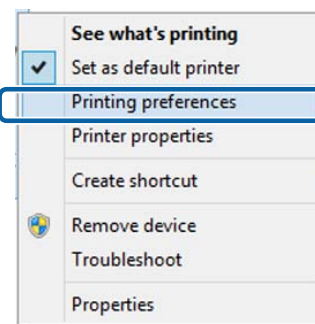 See what's printing
Set as default printer
Printing preferences
Printer properties
Create shortcut
Remove device
Troubleshoot
Properties